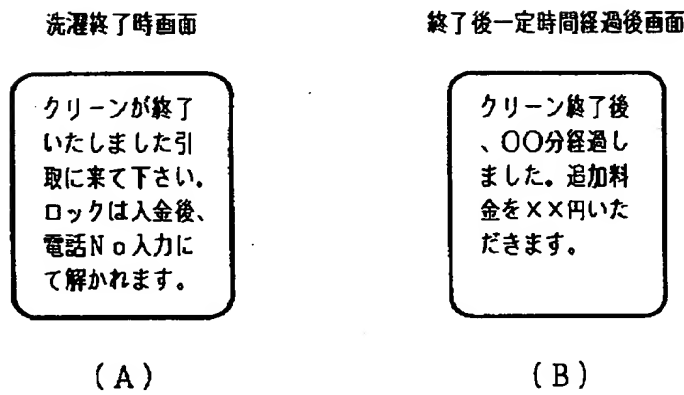 洗濯終了時画面
クリーンが終了
いたしました引
取に来て下さい.
ロックは入金後、
電話No入力に
て解かれます。
(A)
終了後一定時間経過後画面
クリーン終了後
、〇〇分経過し
ました。追加料
金を××円いた
だきます。
(B)